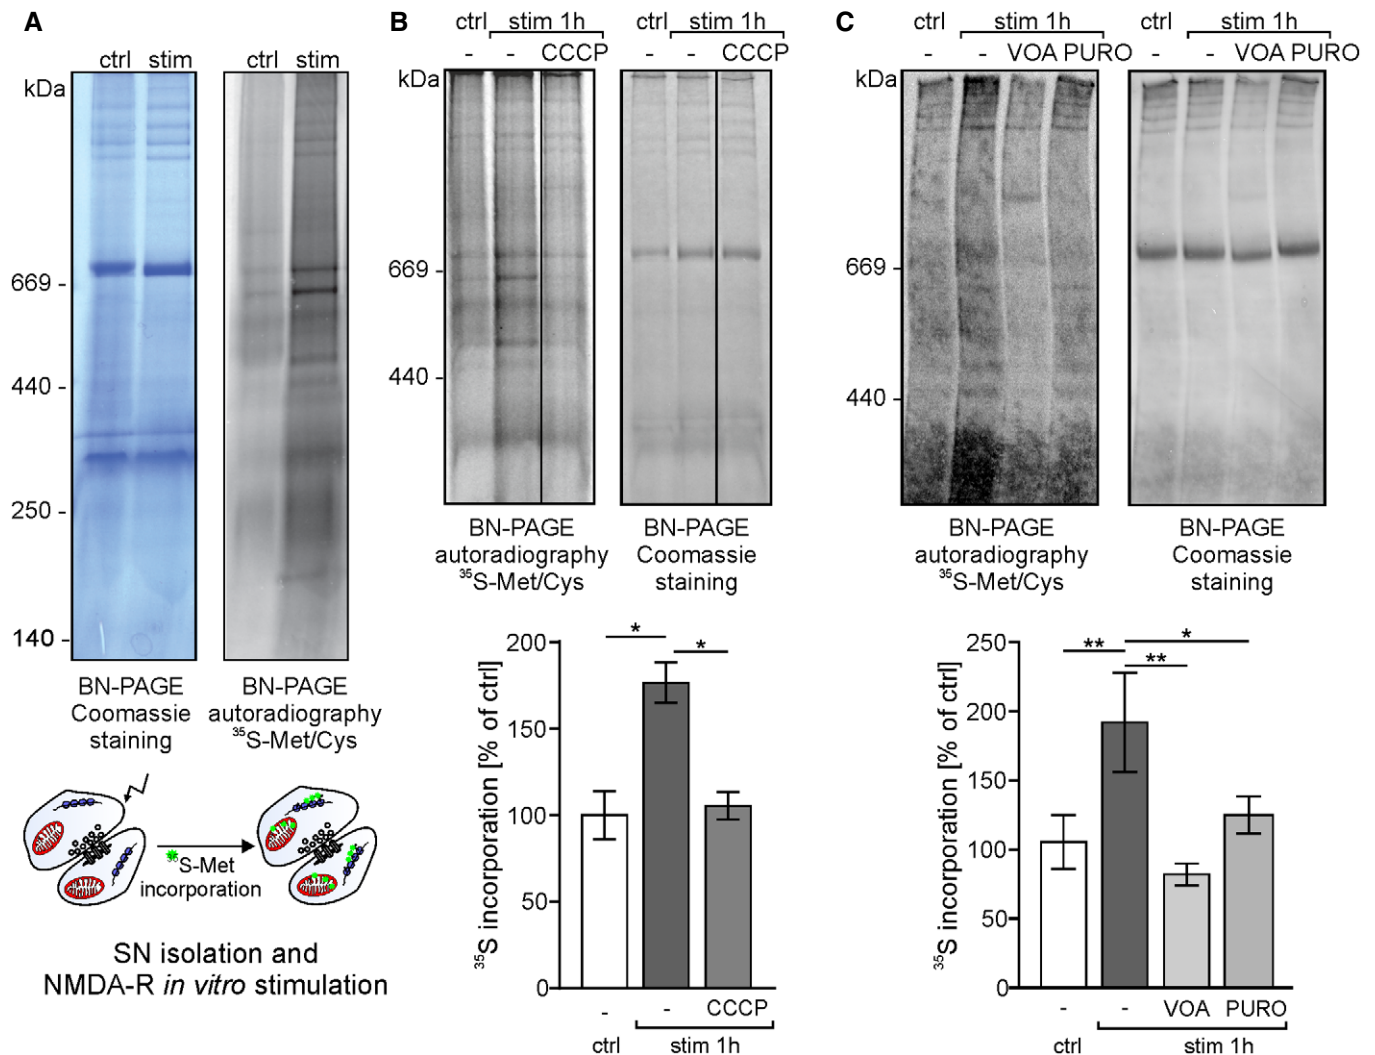 A
ctrl stim
ctrl stim
kDa
669 -
440 -
250 -
140 -
BN-PAGE
Coomassie
staining
BN-PAGE
autoradiography
³⁵S-Met/Cys
³⁵S-Met
incorporation
SN isolation and
NMDA-R in vitro stimulation
B
ctrl stim 1h
- - CCCP
ctrl stim 1h
- - CCCP
kDa
669 -
440 -
BN-PAGE
autoradiography
³⁵S-Met/Cys
BN-PAGE
Coomassie
staining
³⁵S incorporation [% of ctrl]
200
150
100
50
0
*
*
- - CCCP
ctrl stim 1h
C
ctrl stim 1h
- - VOA PURO
ctrl stim 1h
- - VOA PURO
kDa
669 -
440 -
BN-PAGE
autoradiography
³⁵S-Met/Cys
BN-PAGE
Coomassie
staining
³⁵S incorporation [% of ctrl]
250
200
150
100
50
0
**
*
**
- - VOA PURO
ctrl stim 1h